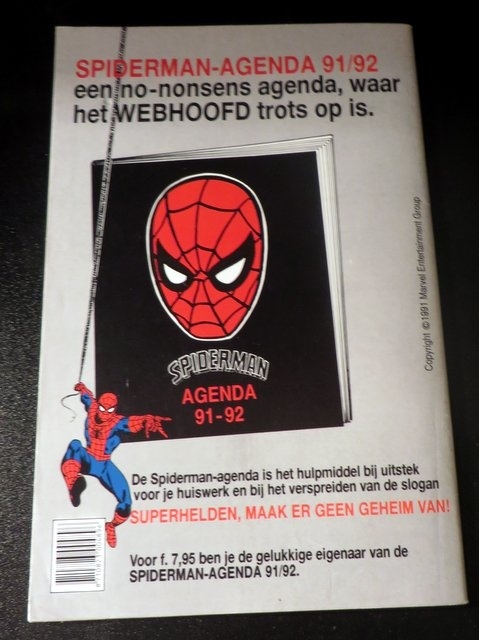 SPIDERMAN-AGENDA 91/92
een no-nonsens agenda, waar
het WEBHOOFD trots op is.
SPIDERMAN
AGENDA
91-92
Copyright ©1991 Marvel Entertainment Group
De Spiderman-agenda is het hulpmiddel bij uitstek
voor je huiswerk en bij het verspreiden van de slogan
SUPERHELDEN, MAAK ER GEEN GEHEIM VAN!
Voor f. 7,95 ben je de gelukkige eigenaar van de
SPIDERMAN-AGENDA 91/92.